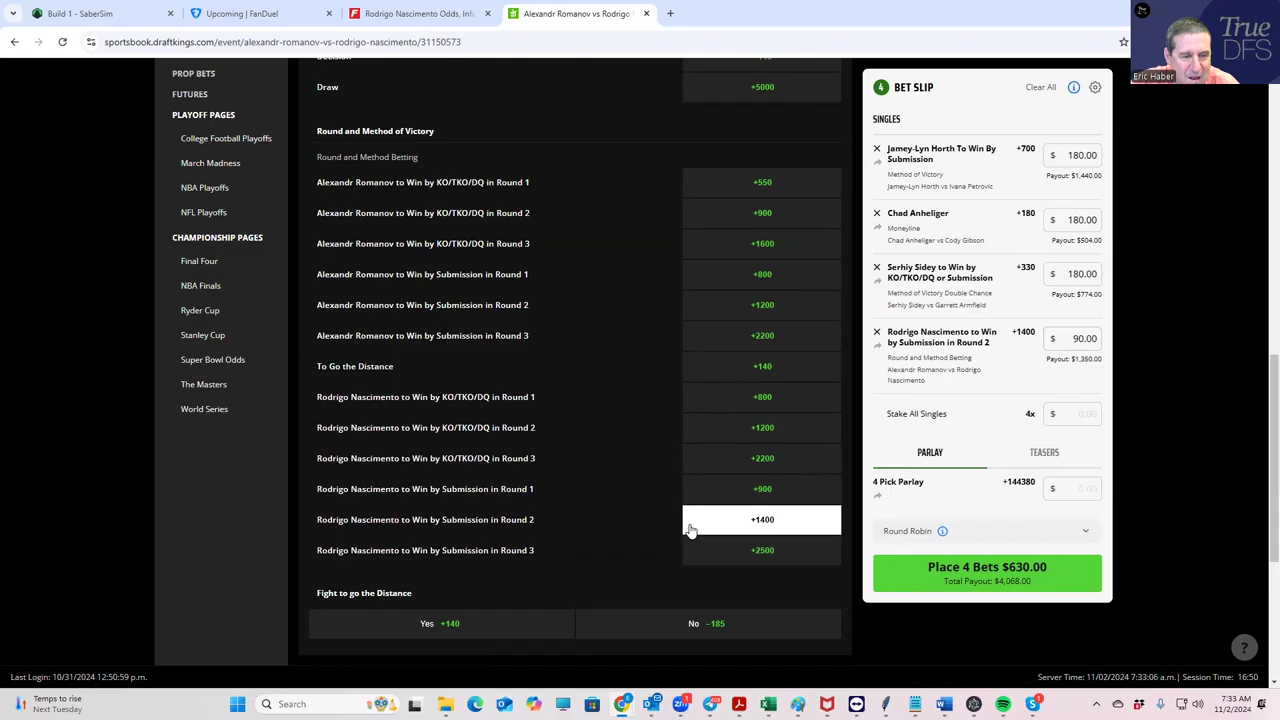 Build 1 - SaberSim
Upcoming | FanDuel
Rodrigo Nascimento Odds, Inf
Alexandr Romanov vs Rodrigo
sportsbook.draftkings.com/event/alexandr-romanov-vs-rodrigo-nascimento/31150573
True
DFS
Eric Haber
PROP BETS
FUTURES
PLAYOFF PAGES
College Football Playoffs
March Madness
NBA Playoffs
NFL Playoffs
CHAMPIONSHIP PAGES
Final Four
NBA Finals
Ryder Cup
Stanley Cup
Super Bowl Odds
The Masters
World Series
Draw +5000
Round and Method of Victory
Round and Method Betting
Alexandr Romanov to Win by KO/TKO/DQ in Round 1 +550
Alexandr Romanov to Win by KO/TKO/DQ in Round 2 +900
Alexandr Romanov to Win by KO/TKO/DQ in Round 3 +1600
Alexandr Romanov to Win by Submission in Round 1 +800
Alexandr Romanov to Win by Submission in Round 2 +1200
Alexandr Romanov to Win by Submission in Round 3 +2200
To Go the Distance +140
Rodrigo Nascimento to Win by KO/TKO/DQ in Round 1 +800
Rodrigo Nascimento to Win by KO/TKO/DQ in Round 2 +1200
Rodrigo Nascimento to Win by KO/TKO/DQ in Round 3 +2200
Rodrigo Nascimento to Win by Submission in Round 1 +900
Rodrigo Nascimento to Win by Submission in Round 2 +1400
Rodrigo Nascimento to Win by Submission in Round 3 +2500
Fight to go the Distance
Yes +140 No −185
4 BET SLIP Clear All
SINGLES
Jamey-Lyn Horth To Win By +700 $ 180.00
Submission
Method of Victory Payout: $1,440.00
Jamey-Lyn Horth vs Ivana Petrovic
Chad Anheliger +180 $ 180.00
Moneyline
Chad Anheliger vs Cody Gibson Payout: $504.00
Serhiy Sidey to Win by +330 $ 180.00
KO/TKO/DQ or Submission
Method of Victory Double Chance Payout: $774.00
Serhiy Sidey vs Garrett Armfield
Rodrigo Nascimento to Win +1400 $ 90.00
by Submission in Round 2
Round and Method Betting Payout: $1,350.00
Alexandr Romanov vs Rodrigo
Nascimento
Stake All Singles 4x $ 0.00
PARLAY TEASERS
4 Pick Parlay +144380 $ 0.00
Round Robin
Place 4 Bets $630.00
Total Payout: $4,068.00
?
Last Login: 10/31/2024 12:50:59 p.m. Server Time: 11/02/2024 7:33:06 a.m.| Session Time: 16:50
Temps to rise
Next Tuesday
Search
7:33 AM
11/2/2024